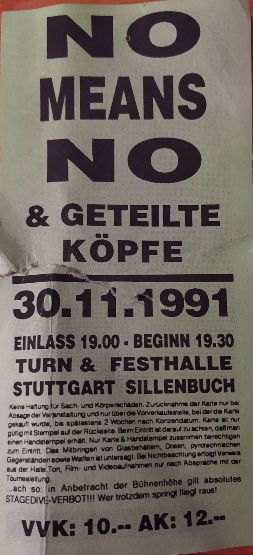 NO
MEANS
NO
& GETEILTE
KÖPFE
30.11.1991
EINLASS 19.00 - BEGINN 19.30
TURN & FESTHALLE
STUTTGART SILLENBUCH
Keine Haftung für Sach- und Körperschäden. Zurücknahme der Karte nur bei
Absage der Veranstaltung und nur über die Vorverkaufsstelle, bei der die Karte
gekauft wurde, bis spätestens 2 Wochen nach Konzertdatum. Karte ist nur
gültig mit Stempel auf der Rückseite. Beim Eintritt ist darauf zu achten, daß man
einen Handstempel erhält. Nur Karte & Handstempel zusammen berechtigen
zum Eintritt. Das Mitbringen von Glasbehältern, Dosen, pyrotechnischen
Gegenständen sowie Waffen ist untersagt. Bei Nichtbeachtung erfolgt Verweis
aus der Halle. Ton, Film- und Videoaufnahmen nur nach Absprache mit der
Tourneeleitung.
...ach so: in Anbetracht der Bühnenhöhe gilt absolutes
STAGEDIVE-VERBOT!!! Wer trotzdem springt fliegt raus!
VVK: 10.-- AK: 12.--